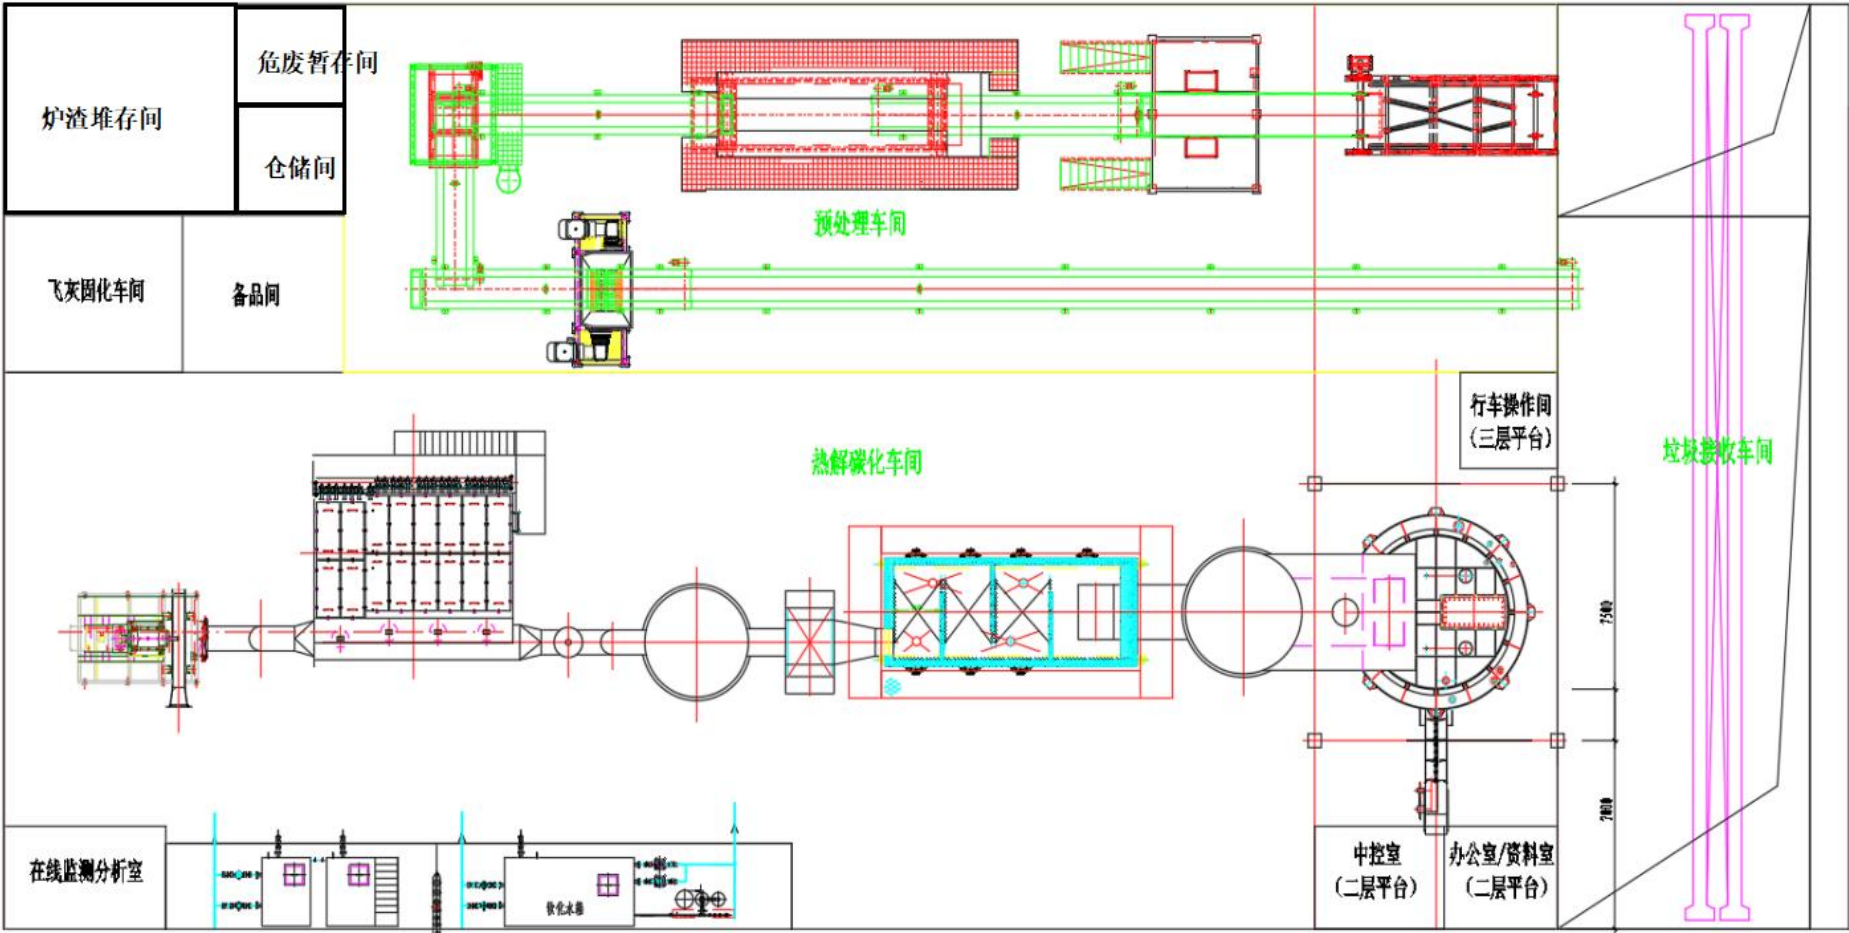 炉渣堆存间
危废暂存间
仓储间
预处理车间
飞灰固化车间
备品间
行车操作间
(三层平台)
热解碳化车间
垃圾接收车间
7500
7000
在线监测分析室
软化水箱
中控室
(二层平台)
办公室/资料室
(二层平台)